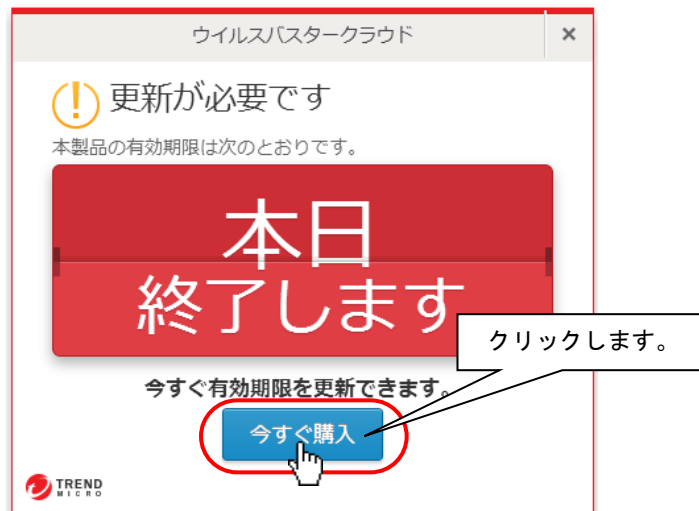 ウイルスバスタークラウド
×
更新が必要です
本製品の有効期限は次のとおりです。
本日
終了します
クリックします。
今すぐ有効期限を更新できます。
今すぐ購入
TREND
MICRO